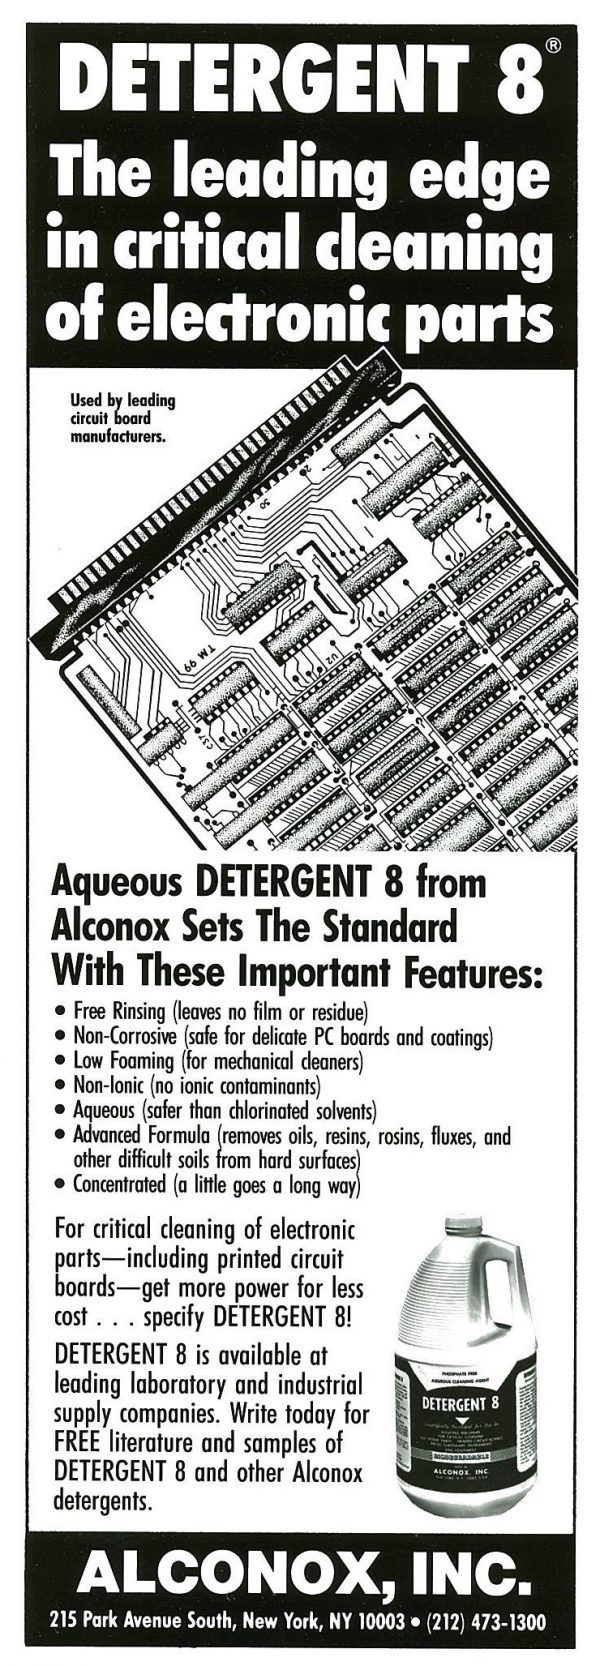 DETERGENT 8®
The leading edge
in critical cleaning
of electronic parts
Used by leading
circuit board
manufacturers.
50
2
TM 99
U2
C7
Aqueous DETERGENT 8 from
Alconox Sets The Standard
With These Important Features:
• Free Rinsing (leaves no film or residue)
• Non-Corrosive (safe for delicate PC boards and coatings)
• Low Foaming (for mechanical cleaners)
• Non-Ionic (no ionic contaminants)
• Aqueous (safer than chlorinated solvents)
• Advanced Formula (removes oils, resins, rosins, fluxes, and
other difficult soils from hard surfaces)
• Concentrated (a little goes a long way)
For critical cleaning of electronic
parts—including printed circuit
boards—get more power for less
cost . . . specify DETERGENT 8!
DETERGENT 8 is available at
leading laboratory and industrial
supply companies. Write today for
FREE literature and samples of
DETERGENT 8 and other Alconox
detergents.
PHOSPHATE FREE
AQUEOUS CLEANING AGENT
DETERGENT 8
BIODEGRADABLE
ALCONOX, INC.
ALCONOX, INC.
215 Park Avenue South, New York, NY 10003 • (212) 473-1300